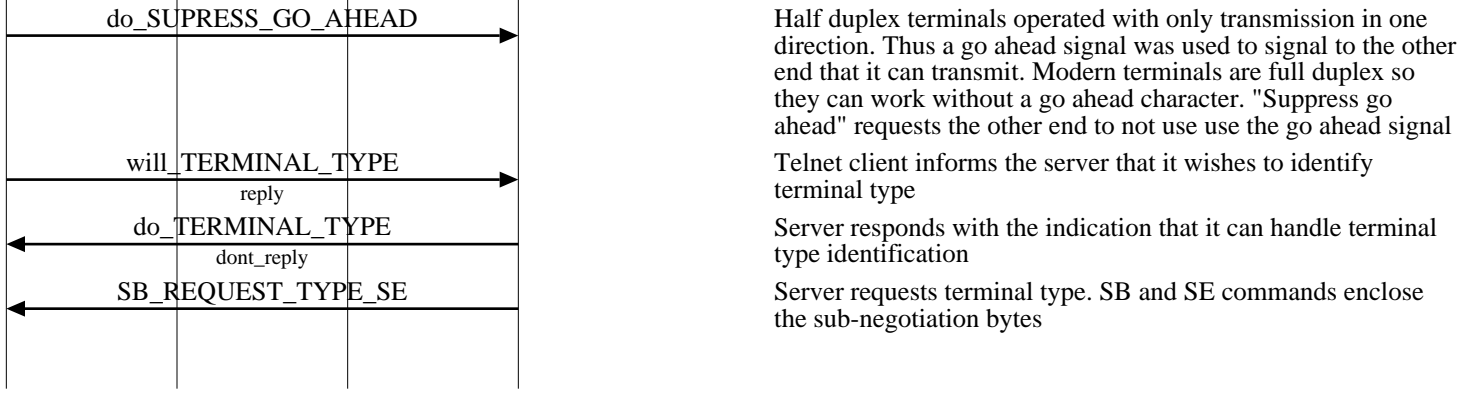 do_SUPRESS_GO_AHEAD
Half duplex terminals operated with only transmission in one
direction. Thus a go ahead signal was used to signal to the other
end that it can transmit. Modern terminals are full duplex so
they can work without a go ahead character. "Suppress go
ahead" requests the other end to not use use the go ahead signal
will_TERMINAL_TYPE
reply
Telnet client informs the server that it wishes to identify
terminal type
do_TERMINAL_TYPE
dont_reply
Server responds with the indication that it can handle terminal
type identification
SB_REQUEST_TYPE_SE
Server requests terminal type. SB and SE commands enclose
the sub-negotiation bytes